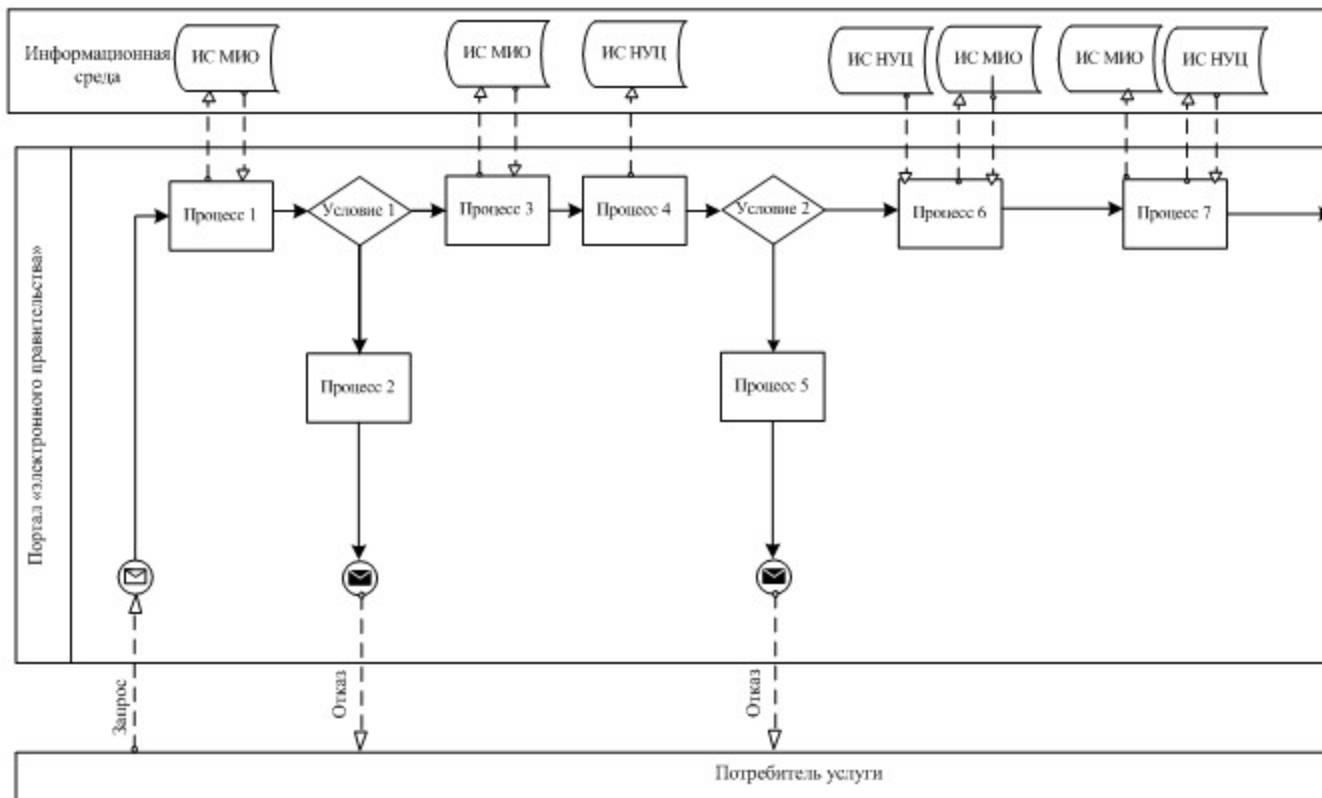 Информационная
среда
ИС МИО
ИС МИО
ИС НУЦ
ИС НУЦ
ИС МИО
ИС МИО
ИС НУЦ
Портал «электронного правительства»
Процесс 1
Условие 1
Процесс 3
Процесс 4
Условие 2
Процесс 6
Процесс 7
Процесс 2
Процесс 5
Запрос
Отказ
Отказ
Потребитель услуги